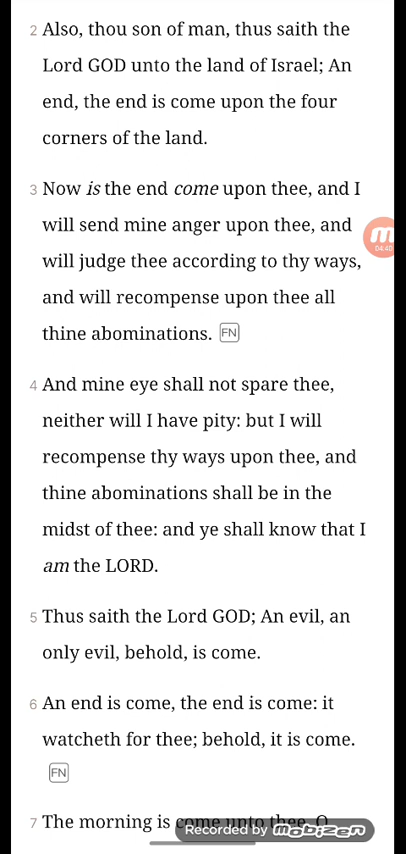 2 Also, thou son of man, thus saith the
Lord GOD unto the land of Israel; An
end, the end is come upon the four
corners of the land.
3 Now is the end come upon thee, and I
will send mine anger upon thee, and
will judge thee according to thy ways,
and will recompense upon thee all
thine abominations. FN
4 And mine eye shall not spare thee,
neither will I have pity: but I will
recompense thy ways upon thee, and
thine abominations shall be in the
midst of thee: and ye shall know that I
am the LORD.
5 Thus saith the Lord GOD; An evil, an
only evil, behold, is come.
6 An end is come, the end is come: it
watcheth for thee; behold, it is come.
FN
7 The morning is come unto thee, O
m
04:40
Recorded by mobizen